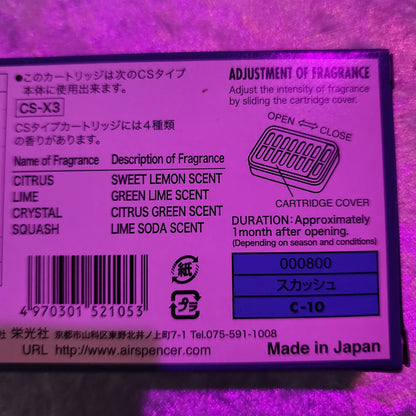 ●このカートリッジは次のCSタイプ
本体に使用出来ます。
CS-X3
CSタイプカートリッジには4種類
の香りがあります。
Name of Fragrance Description of Fragrance
CITRUS SWEET LEMON SCENT
LIME GREEN LIME SCENT
CRYSTAL CITRUS GREEN SCENT
SQUASH LIME SODA SCENT
ADJUSTMENT OF FRAGRANCE
Adjust the intensity of fragrance
by sliding the cartridge cover.
OPEN CLOSE
CARTRIDGE COVER
DURATION: Approximately
1month after opening.
(Depending on season and conditions)
000800
スカッシュ
C-10
紙
プラ
4970301521053
社 栄光社 京都市山科区東野北井ノ上町7-1 Tel.075-591-1008
URL http://www.airspencer.com/
Made in Japan